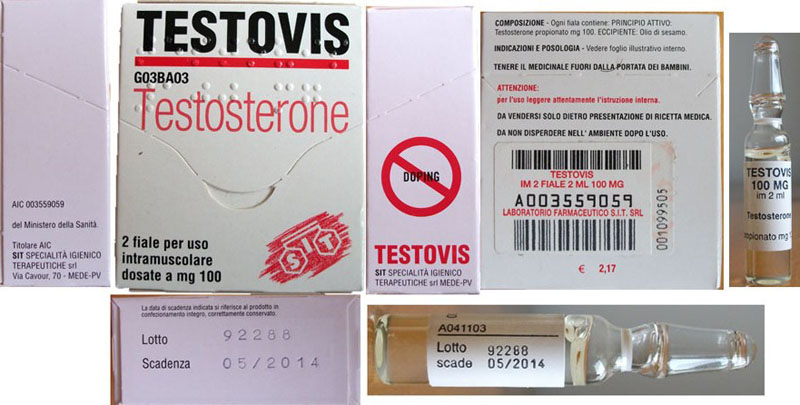 AIC 003559059
del Ministero della Sanità.
Titolare AIC
SIT SPECIALITÀ IGIENICO
TERAPEUTICHE srl
Via Cavour, 70 - MEDE-PV
TESTOVIS
G03BA03
Testosterone
2 fiale per uso
intramuscolare
dosate a mg 100
SIT
DOPING
TESTOVIS
SIT SPECIALITÀ IGIENICO
TERAPEUTICHE srl MEDE-PV
COMPOSIZIONE - Ogni fiala contiene: PRINCIPIO ATTIVO:
Testosterone propionato mg 100. ECCIPIENTE: Olio di sesamo.
INDICAZIONI E POSOLOGIA - Vedere foglio illustrativo interno.
TENERE IL MEDICINALE FUORI DALLA PORTATA DEI BAMBINI.
ATTENZIONE:
per l'uso leggere attentamente l'istruzione interna.
DA VENDERSI SOLO DIETRO PRESENTAZIONE DI RICETTA MEDICA.
DA NON DISPERDERE NELL' AMBIENTE DOPO L'USO.
TESTOVIS
IM 2 FIALE 2 ML 100 MG
A003559059
LABORATORIO FARMACEUTICO S.I.T. SRL
001099505
€ 2,17
TESTOVIS
100 MG
im 2 ml
Testosterone
propionato mg
La data di scadenza indicata si riferisce al prodotto in
confezionamento integro, correttamente conservato.
Lotto 92288
Scadenza 05/2014
A041103
Lotto 92288
scade 05/2014